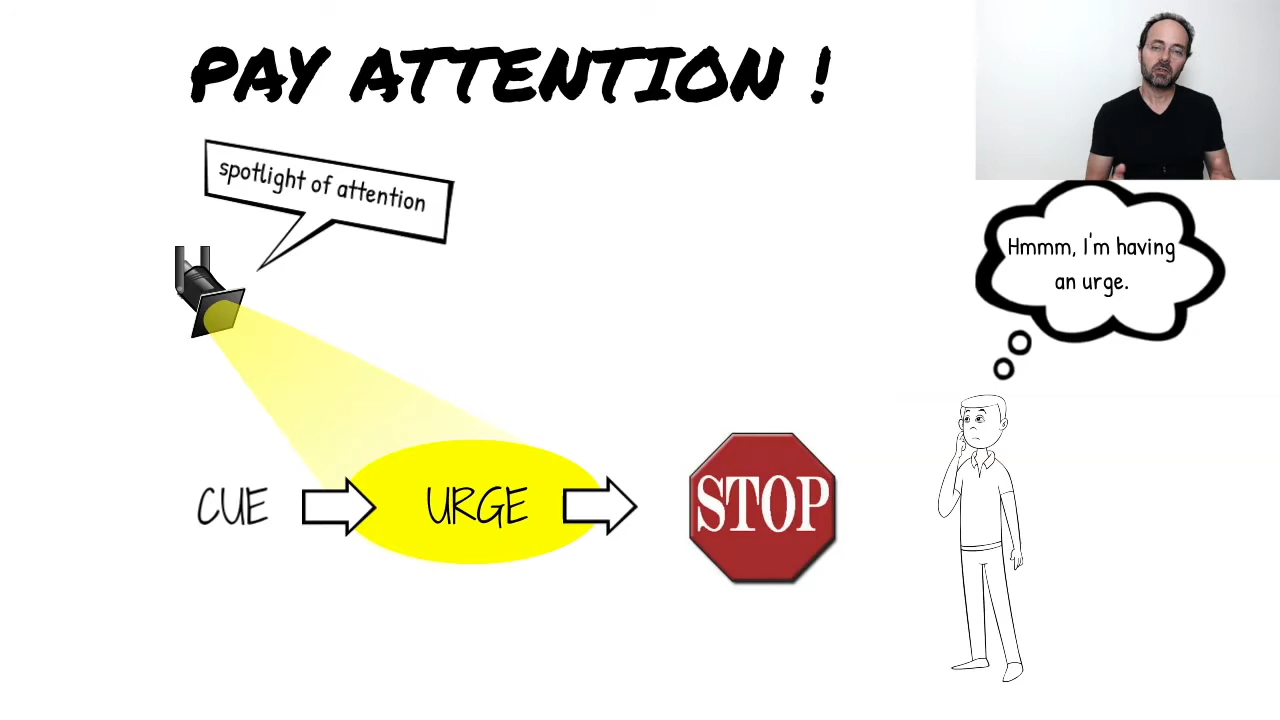 PAY ATTENTION !
spotlight of attention
Hmmm, I'm having
an urge.
CUE
URGE
STOP